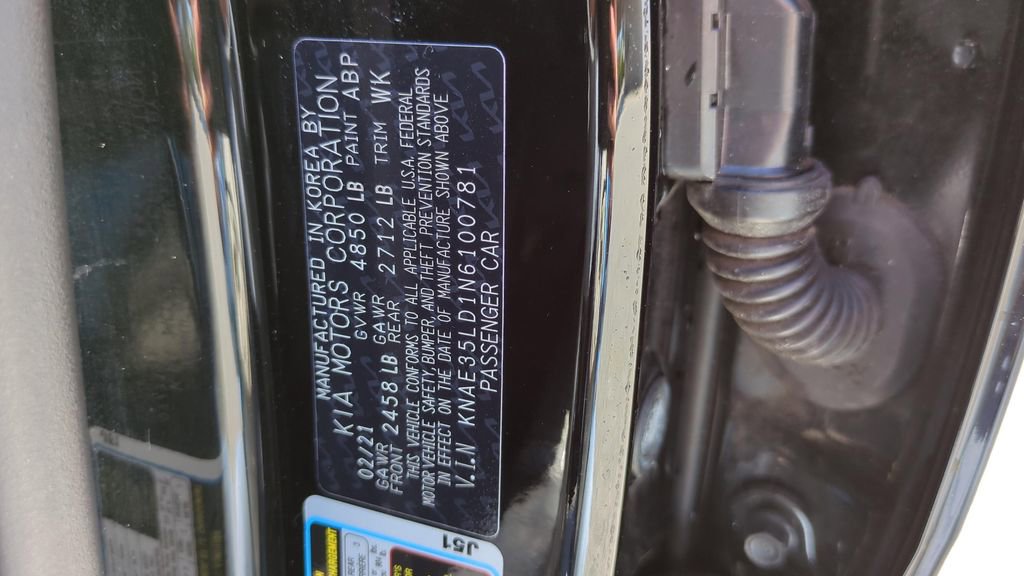 MANUFACTURED IN KOREA BY
KIA MOTORS CORPORATION
02/21 GVWR 4850 LB PAINT ABP
GAWR FRONT 2458 LB GAWR REAR 2712 LB TRIM WK
THIS VEHICLE CONFORMS TO ALL APPLICABLE U.S.A. FEDERAL
MOTOR VEHICLE SAFETY, BUMPER, AND THEFT PREVENTION STANDARDS
IN EFFECT ON THE DATE OF MANUFACTURE SHOWN ABOVE
V.I.N KNAE35LD1N6100781
PASSENGER CAR
J51